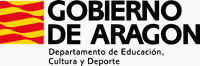 GOBIERNO
DE ARAGON
Departamento de Educación,
Cultura y Deporte